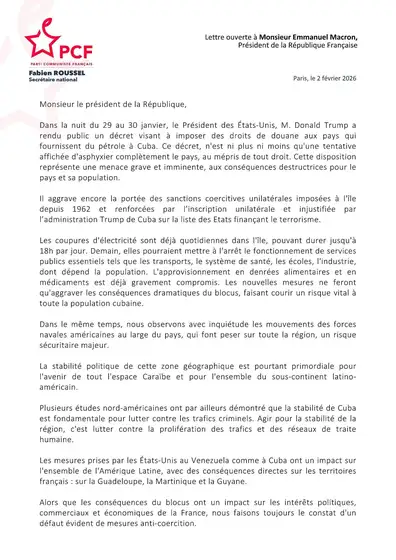 Lettre ouverte à Monsieur Emmanuel Macron,
Président de la République Française
PCF
PARTI COMMUNISTE FRANÇAIS
Fabien ROUSSEL
Secrétaire national
Paris, le 2 février 2026
Monsieur le président de la République,
Dans la nuit du 29 au 30 janvier, le Président des États-Unis, M. Donald Trump a
rendu public un décret visant à imposer des droits de douane aux pays qui
fournissent du pétrole à Cuba. Ce décret, n'est ni plus ni moins qu'une tentative
affichée d'asphyxier complètement le pays, au mépris de tout droit. Cette disposition
représente une menace grave et imminente, aux conséquences destructrices pour le
pays et sa population.
Il aggrave encore la portée des sanctions coercitives unilatérales imposées à l'île
depuis 1962 et renforcées par l'inscription unilatérale et injustifiée par
l'administration Trump de Cuba sur la liste des Etats finançant le terrorisme.
Les coupures d'électricité sont déjà quotidiennes dans l'île, pouvant durer jusqu'à
18h par jour. Demain, elles pourraient mettre à l'arrêt le fonctionnement de services
publics essentiels tels que les transports, le système de santé, les écoles, l'industrie,
dont dépend la population. L'approvisionnement en denrées alimentaires et en
médicaments est déjà gravement compromis. Les nouvelles mesures ne feront
qu'aggraver les conséquences dramatiques du blocus, faisant courir un risque vital à
toute la population cubaine.
Dans le même temps, nous observons avec inquiétude les mouvements des forces
navales américaines au large du pays, qui font peser sur toute la région, un risque
sécuritaire majeur.
La stabilité politique de cette zone géographique est pourtant primordiale pour
l'avenir de tout l'espace Caraïbe et pour l'ensemble du sous-continent latino-
américain.
Plusieurs études nord-américaines ont par ailleurs démontré que la stabilité de Cuba
est fondamentale pour lutter contre les trafics criminels. Agir pour la stabilité de la
région, c'est lutter contre la prolifération des trafics et des réseaux de traite
humaine.
Les mesures prises par les États-Unis au Venezuela comme à Cuba ont un impact sur
l'ensemble de l'Amérique Latine, avec des conséquences directes sur les territoires
français : sur la Guadeloupe, la Martinique et la Guyane.
Alors que les conséquences du blocus ont un impact sur les intérêts politiques,
commerciaux et économiques de la France, nous faisons toujours le constat d'un
défaut évident de mesures anti-coercition.